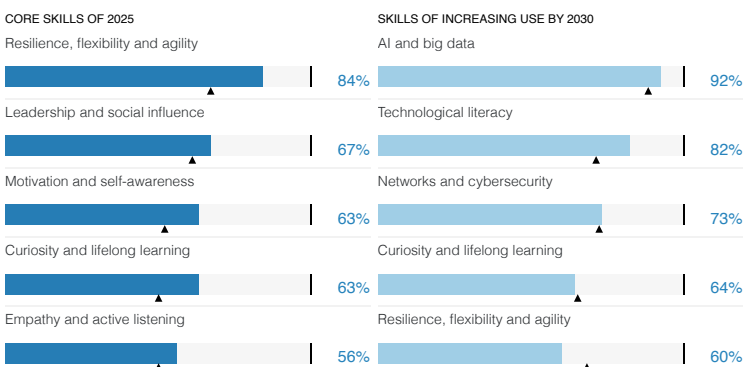 CORE SKILLS OF 2025
Resilience, flexibility and agility
84%
Leadership and social influence
67%
Motivation and self-awareness
63%
Curiosity and lifelong learning
63%
Empathy and active listening
56%
SKILLS OF INCREASING USE BY 2030
AI and big data
92%
Technological literacy
82%
Networks and cybersecurity
73%
Curiosity and lifelong learning
64%
Resilience, flexibility and agility
60%